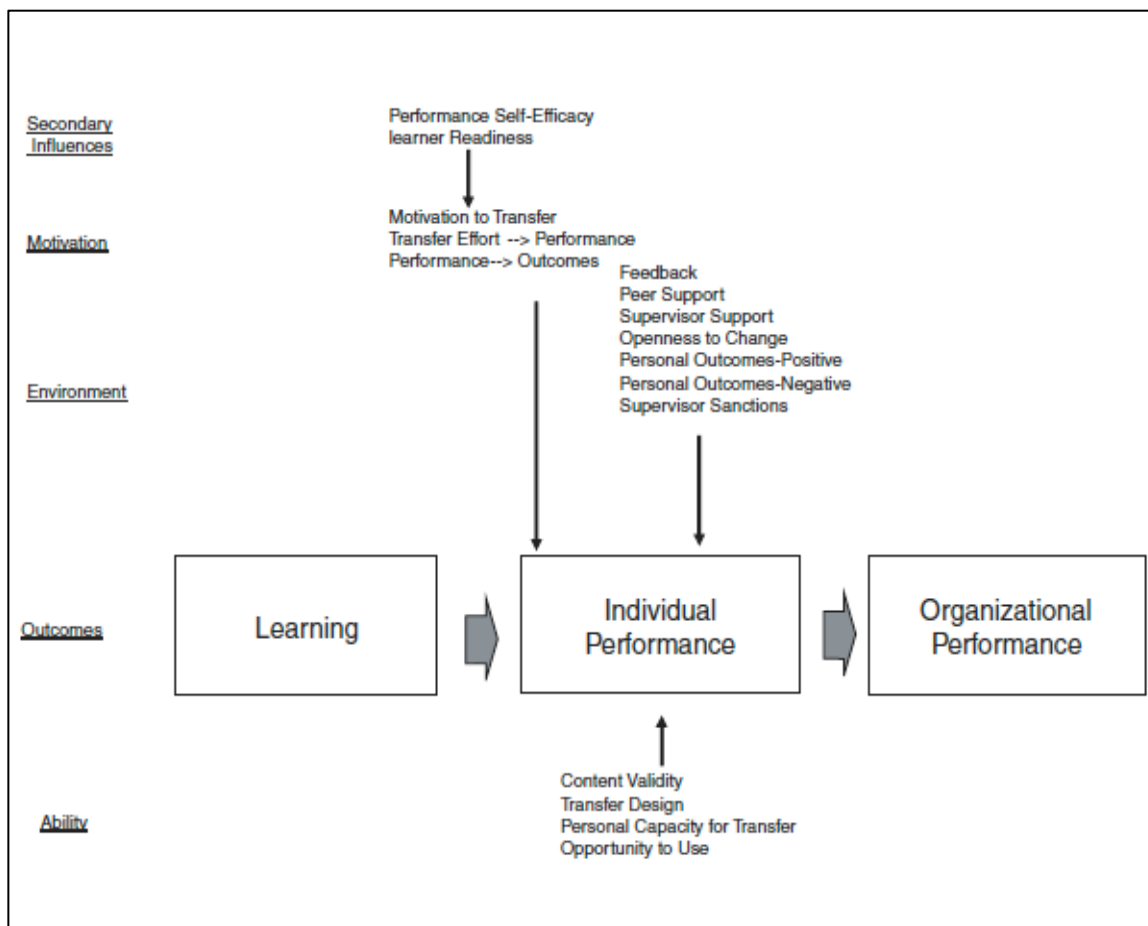 Secondary
Influences
Performance Self-Efficacy
learner Readiness
Motivation
Motivation to Transfer
Transfer Effort --> Performance
Performance--> Outcomes
Environment
Feedback
Peer Support
Supervisor Support
Openness to Change
Personal Outcomes-Positive
Personal Outcomes-Negative
Supervisor Sanctions
Outcomes
Learning
Individual
Performance
Organizational
Performance
Ability
Content Validity
Transfer Design
Personal Capacity for Transfer
Opportunity to Use